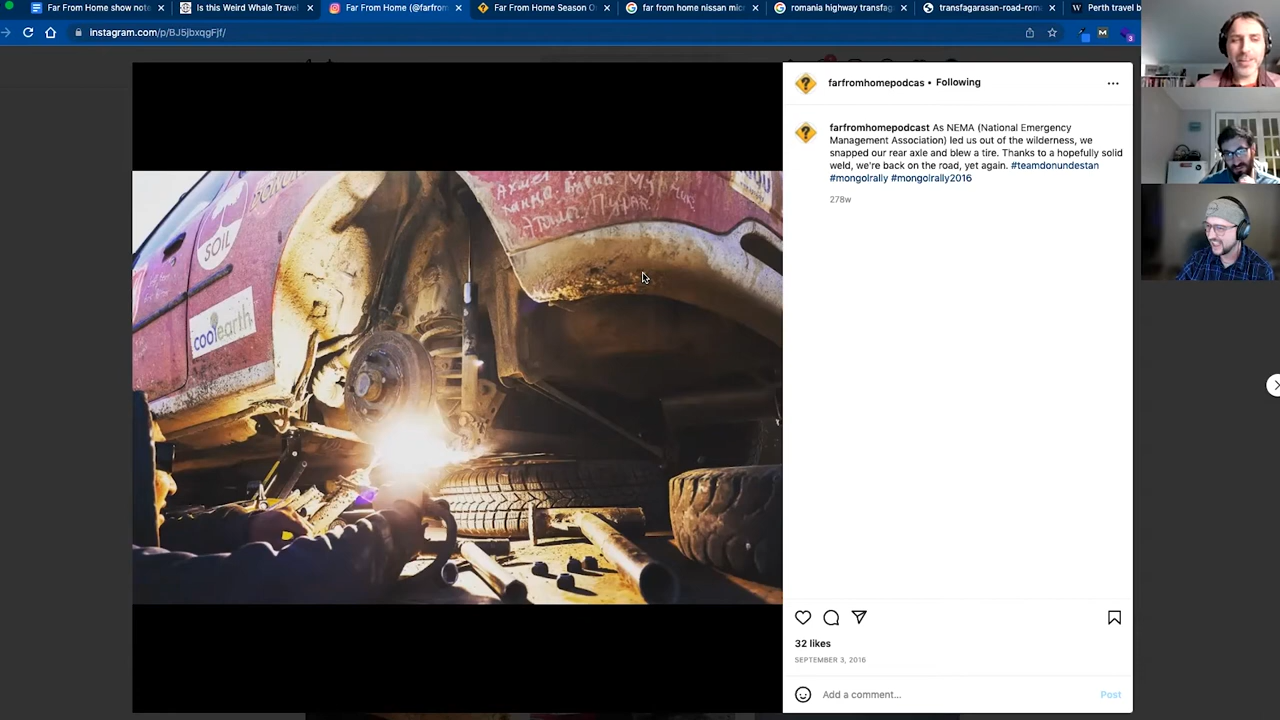 Far From Home show note
Is this Weird Whale Travel
Far From Home (@farfrom
Far From Home Season O
far from home nissan mic
romania highway transfag
transfagarasan-road-rom
Perth travel b
instagram.com/p/BJ5jbxqgFjf/
M
3
farfromhomepodcas • Following
farfromhomepodcast As NEMA (National Emergency
Management Association) led us out of the wilderness, we
snapped our rear axle and blew a tire. Thanks to a hopefully solid
weld, we're back on the road, yet again. #teamdonundestan
#mongolrally #mongolrally2016
278w
SOIL
coolearth
32 likes
SEPTEMBER 3, 2016
Add a comment...
Post